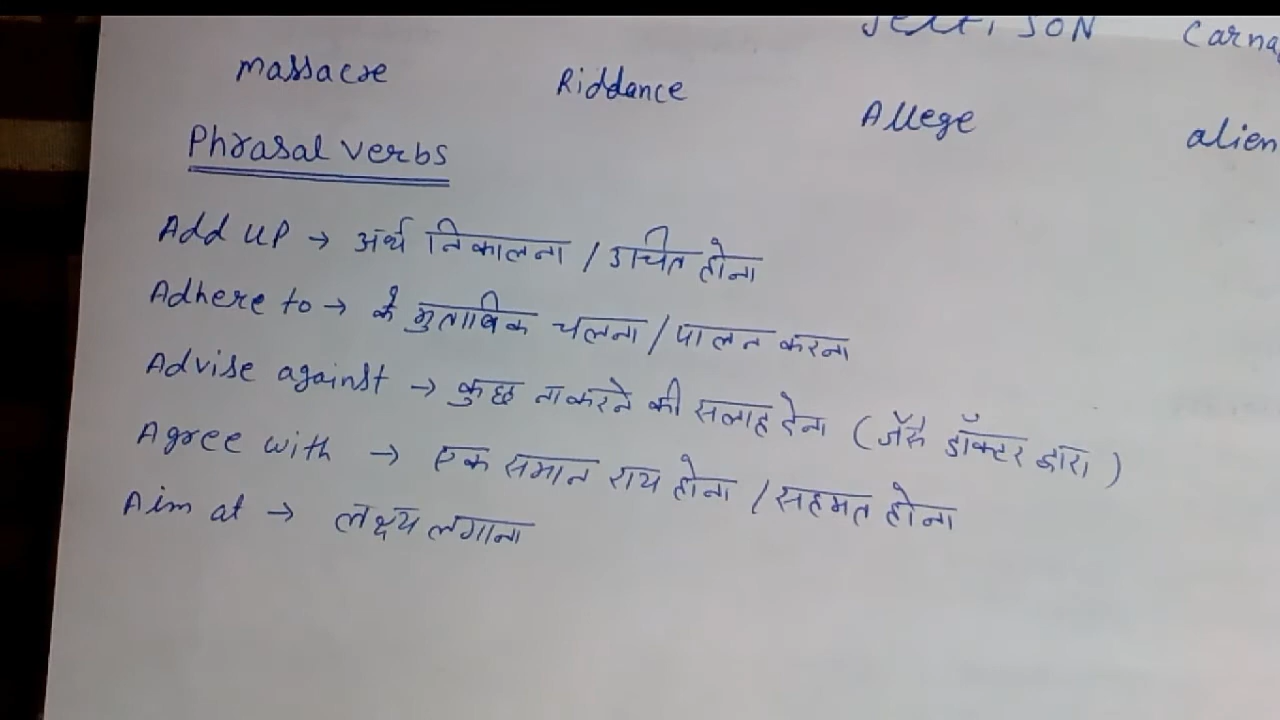 JettiSON
massacre Riddance Allege alien
Phrasal verbs
Add up → अर्थ निकालना / उचित होना
Adhere to → के मुताबिक चलना / पालन करना
Advise against → कुछ ना करने की सलाह देना (जैसे डॉक्टर द्वारा)
Agree with → एक समान राय होना / सहमत होना
Aim at → लक्ष्य लगाना